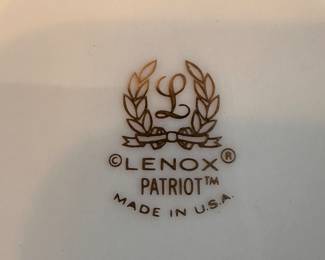 L
© LENOX ®
PATRIOT™
MADE IN U.S.A.